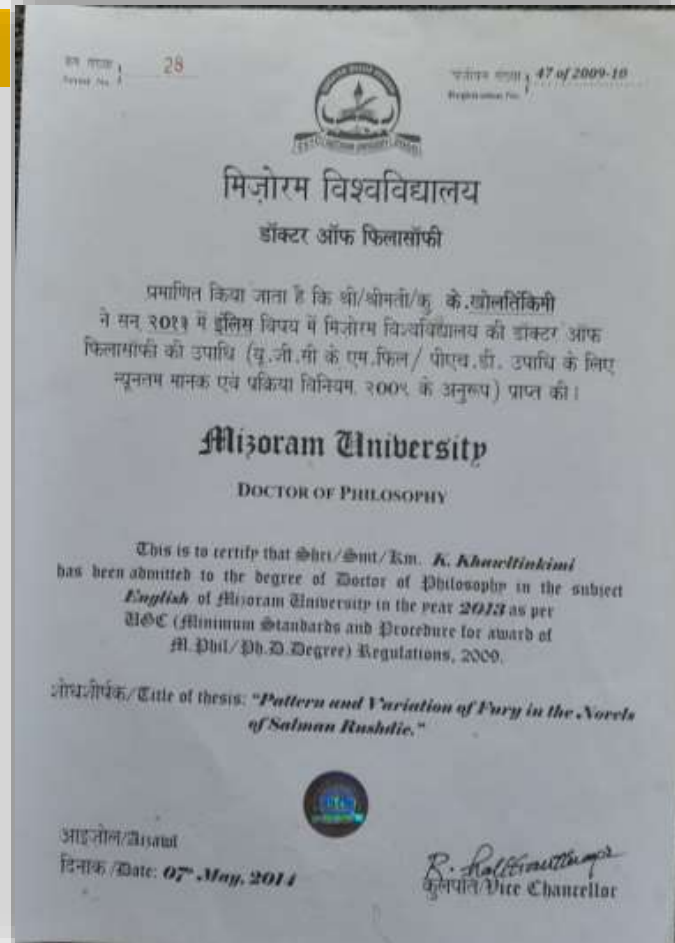 क्रम संख्या
Serial No.
28
पंजीयन संख्या
47 of 2009-10
Registration No.
मिज़ोरम विश्वविद्यालय
डॉक्टर ऑफ फिलासॉफी
प्रमाणित किया जाता है कि श्री/श्रीमती/कु. के.खोलतिंकिमी
ने सन् २०१३ में इंलिस विषय में मिज़ोरम विश्वविद्यालय की डॉक्टर ऑफ
फिलासॉफी की उपाधि (यू.जी.सी के एम.फिल/ पीएच.डी. उपाधि के लिए
न्यूनतम मानक एवं प्रकिया विनियम, २००९ के अनुरूप) प्राप्त की।
Mizoram University
DOCTOR OF PHILOSOPHY
This is to certify that Shri/Smt/Km. K. Khawltinkimi
has been admitted to the degree of Doctor of Philosophy in the subject
English of Mizoram University in the year 2013 as per
UGC (Minimum Standards and Procedure for award of
M.Phil/Ph.D.Degree) Regulations, 2009.
शोधशीर्षक/Title of thesis: "Pattern and Variation of Fury in the Novels
of Salman Rushdie."
आइजोल/Aizawl
दिनांक /Date: 07th May, 2014
कुलपति/Vice Chancellor